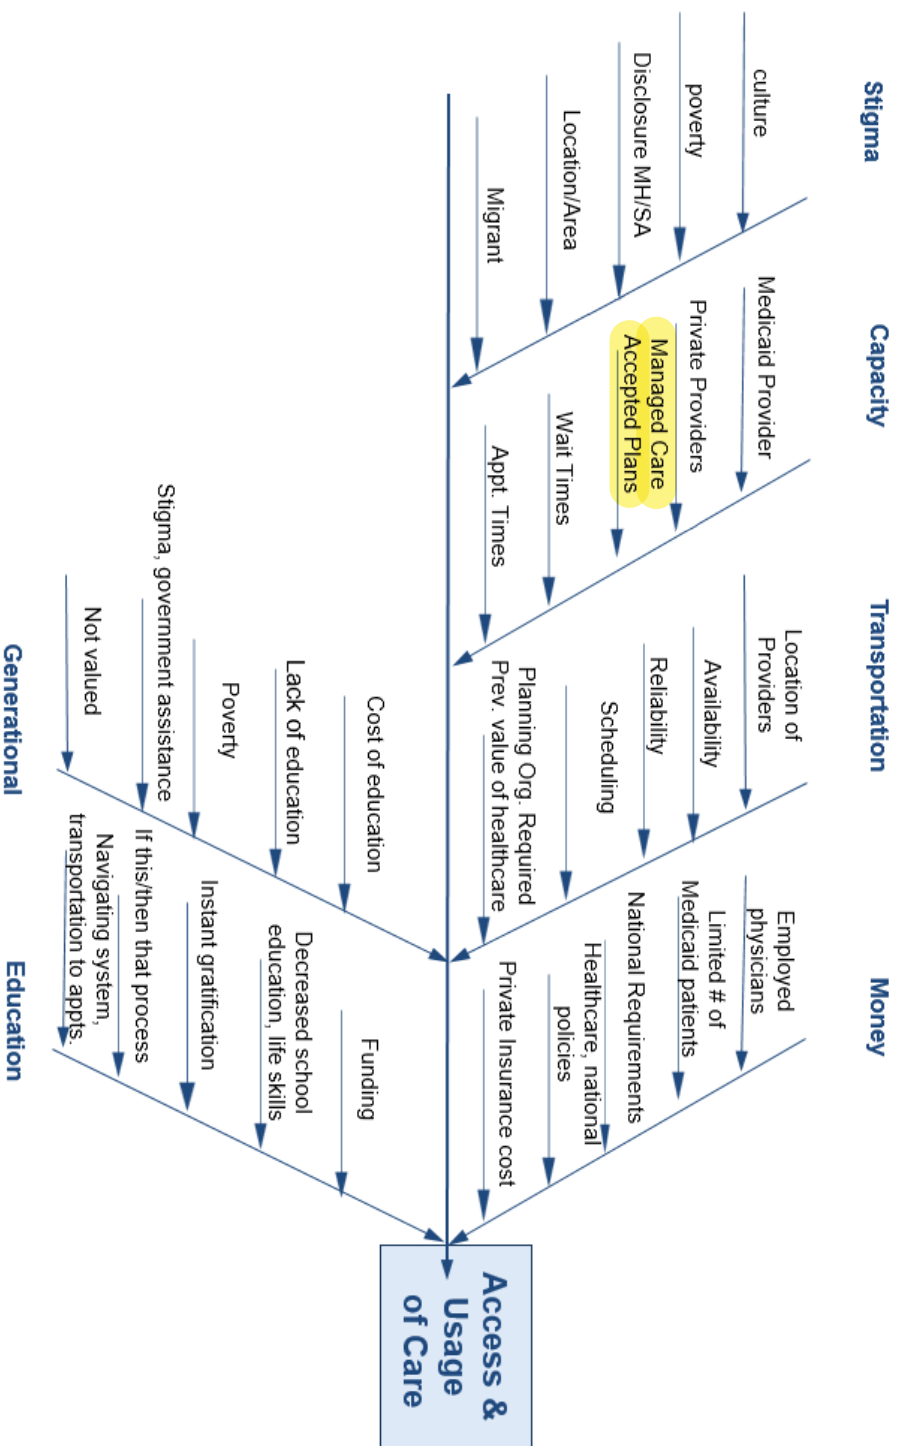 Stigma
culture
poverty
Disclosure MH/SA
Location/Area
Migrant
Capacity
Medicaid Provider
Private Providers
Managed Care
Accepted Plans
Wait Times
Appt. Times
Transportation
Location of
Providers
Availability
Reliability
Scheduling
Planning Org. Required
Prev. value of healthcare
Money
Employed
physicians
Limited # of
Medicaid patients
National Requirements
Healthcare, national
policies
Private Insurance cost
Cost of education
Lack of education
Poverty
Stigma, government assistance
Not valued
Generational
Funding
Decreased school
education, life skills
Instant gratification
If this/then that process
Navigating system,
transportation to appts.
Education
Access &
Usage
of Care